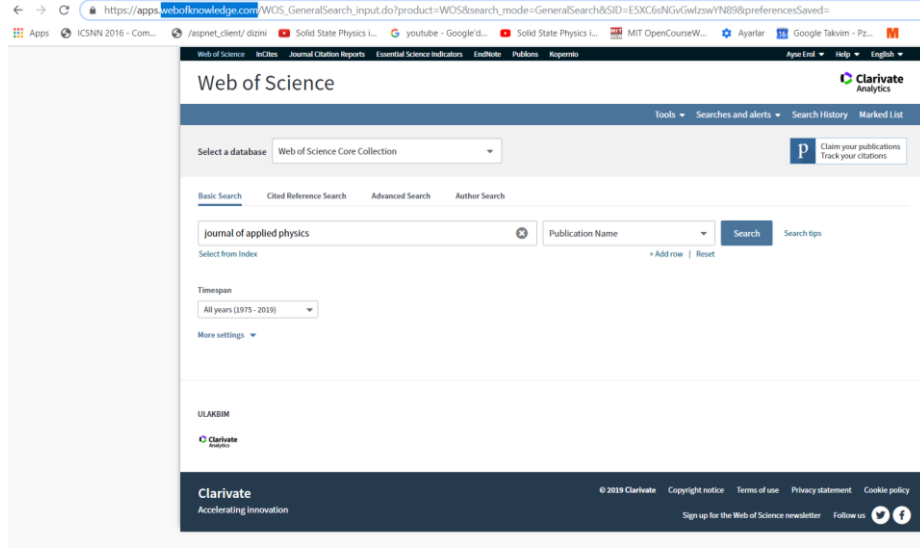 https://apps.webofknowledge.com/WOS_GeneralSearch_input.do?product=WOS&search_mode=GeneralSearch&SID=E5XC6sNGvGwlzswYN89&preferencesSaved=
Apps ICSNN 2016 - Com... /aspnet_client/ dizini Solid State Physics i... youtube - Google'd... Solid State Physics i... MIT OpenCourseW... Ayarlar 16 Google Takvim - Pz... M
Web of Science InCites Journal Citation Reports Essential Science Indicators EndNote Publons Kopernio Ayse Erol Help English
Web of Science Clarivate
Analytics
Tools Searches and alerts Search History Marked List
Select a database Web of Science Core Collection p Claim your publications
Track your citations
Basic Search Cited Reference Search Advanced Search Author Search
journal of applied physics Publication Name Search Search tips
Select from Index + Add row | Reset
Timespan
All years (1975 - 2019)
More settings
ULAKBIM
Clarivate
Analytics
Clarivate © 2019 Clarivate Copyright notice Terms of use Privacy statement Cookie policy
Accelerating innovation Sign up for the Web of Science newsletter Follow us